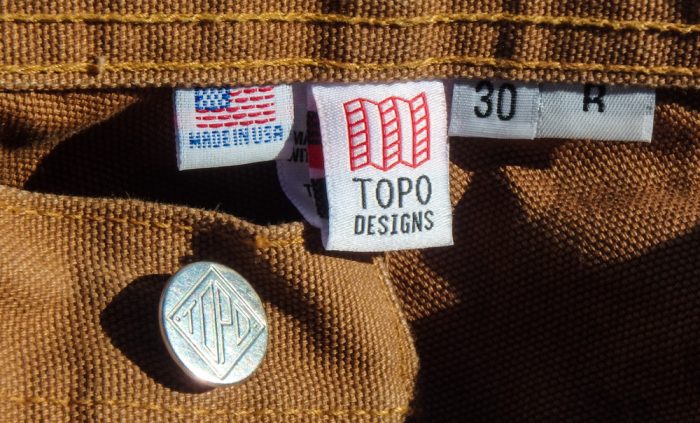 MADE IN USA
TOPO
DESIGNS
30
R
TOPO